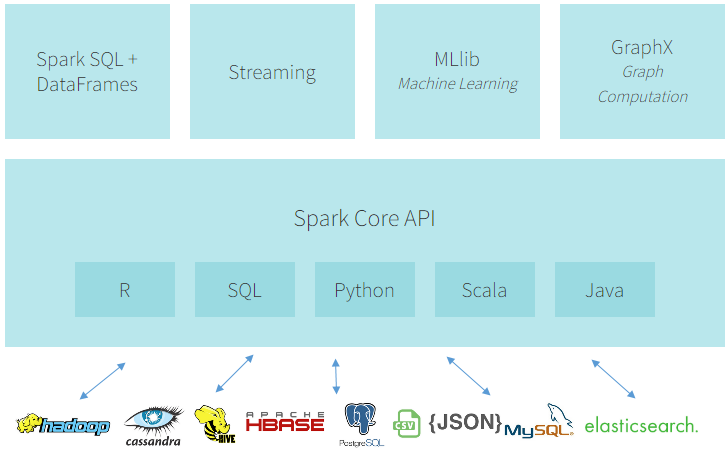 Spark SQL +
DataFrames
Streaming
MLlib
Machine Learning
GraphX
Graph
Computation
Spark Core API
R
SQL
Python
Scala
Java
hadoop
cassandra
HIVE
APACHE
HBASE
PostgreSQL
CSV
{JSON}
MySQL
elasticsearch.